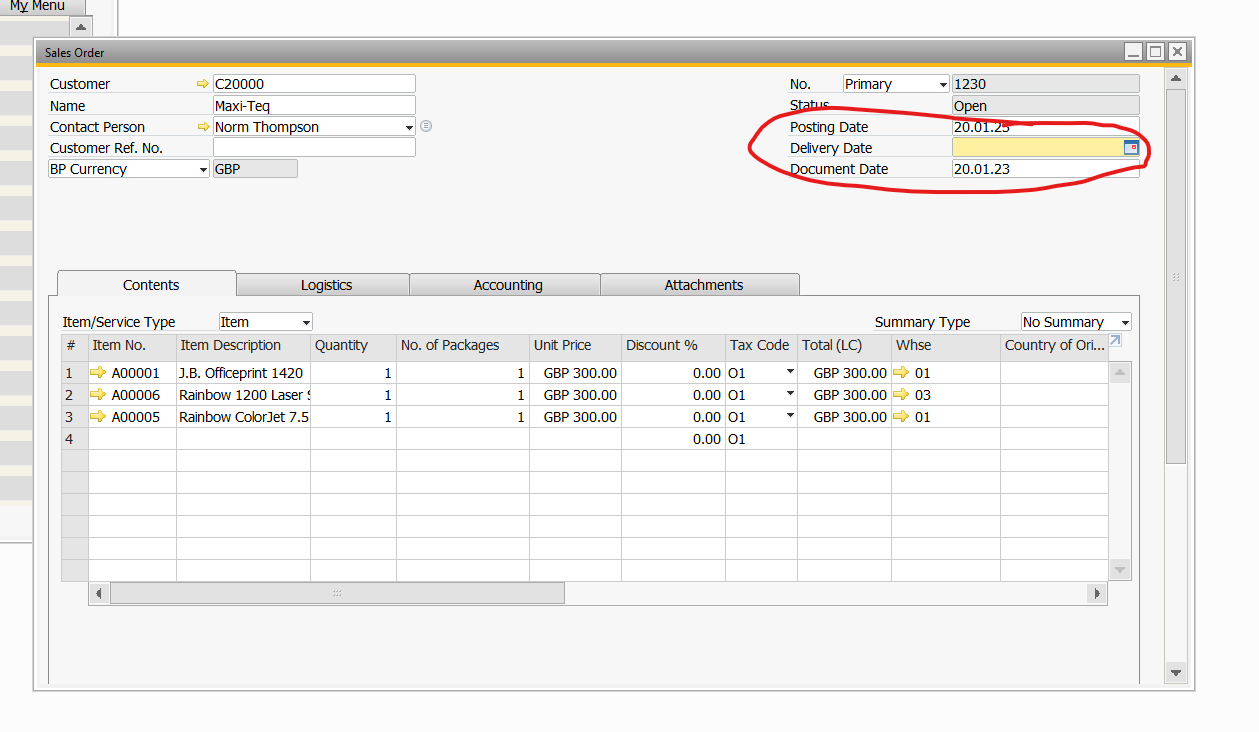 My Menu
Sales Order
Customer C20000
No. Primary 1230
Name Maxi-Teq
Status Open
Contact Person Norm Thompson
Posting Date 20.01.23
Customer Ref. No.
Delivery Date
BP Currency GBP
Document Date 20.01.23
Contents Logistics Accounting Attachments
Item/Service Type Item Summary Type No Summary
# Item No. Item Description Quantity No. of Packages Unit Price Discount % Tax Code Total (LC) Whse Country of Ori...
1 A00001 J.B. Officeprint 1420 1 1 GBP 300.00 0.00 O1 GBP 300.00 01
2 A00006 Rainbow 1200 Laser S 1 1 GBP 300.00 0.00 O1 GBP 300.00 03
3 A00005 Rainbow ColorJet 7.5 1 1 GBP 300.00 0.00 O1 GBP 300.00 01
4 0.00 O1